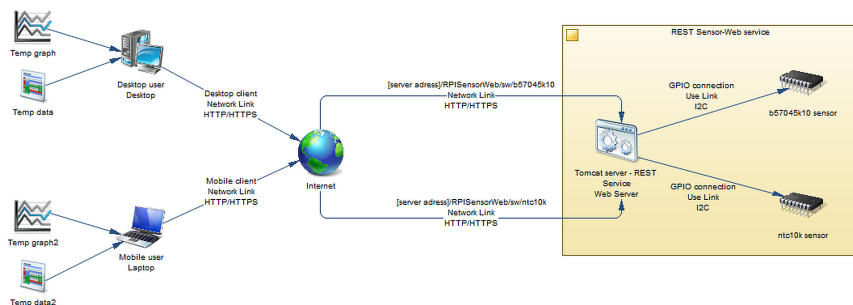 Temp graph
Temp data
Desktop user
Desktop
Desktop client
Network Link
HTTP/HTTPS
Temp graph2
Temp data2
Mobile user
Laptop
Mobile client
Network Link
HTTP/HTTPS
Internet
[server adress]/RPISensorWeb/sw/b57045k10
Network Link
HTTP/HTTPS
[server adress]/RPISensorWeb/sw/ntc10k
Network Link
HTTP/HTTPS
REST Sensor-Web service
Tomcat server - REST
Service
Web Server
GPIO connection
Use Link
I2C
b57045k10 sensor
GPIO connection
Use Link
I2C
ntc10k sensor